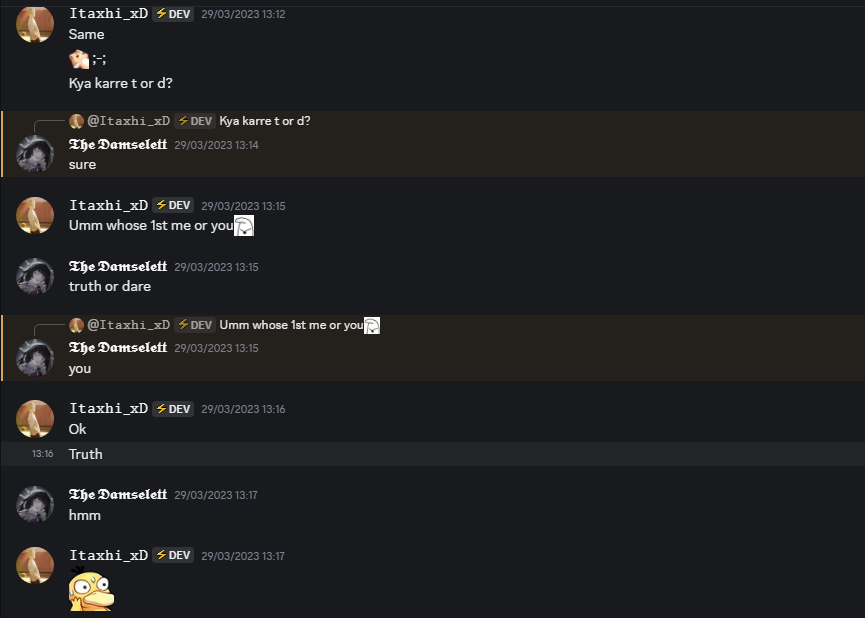 Itaxhi_xD ⚡DEV 29/03/2023 13:12
Same
;-;
Kya karre t or d?
@Itaxhi_xD ⚡DEV Kya karre t or d?
𝕿𝖍𝖊 𝕯𝖆𝖒𝖘𝖊𝖑𝖊𝖙𝖙 29/03/2023 13:14
sure
Itaxhi_xD ⚡DEV 29/03/2023 13:15
Umm whose 1st me or you
𝕿𝖍𝖊 𝕯𝖆𝖒𝖘𝖊𝖑𝖊𝖙𝖙 29/03/2023 13:15
truth or dare
@Itaxhi_xD ⚡DEV Umm whose 1st me or you
𝕿𝖍𝖊 𝕯𝖆𝖒𝖘𝖊𝖑𝖊𝖙𝖙 29/03/2023 13:15
you
Itaxhi_xD ⚡DEV 29/03/2023 13:16
Ok
13:16 Truth
𝕿𝖍𝖊 𝕯𝖆𝖒𝖘𝖊𝖑𝖊𝖙𝖙 29/03/2023 13:17
hmm
Itaxhi_xD ⚡DEV 29/03/2023 13:17